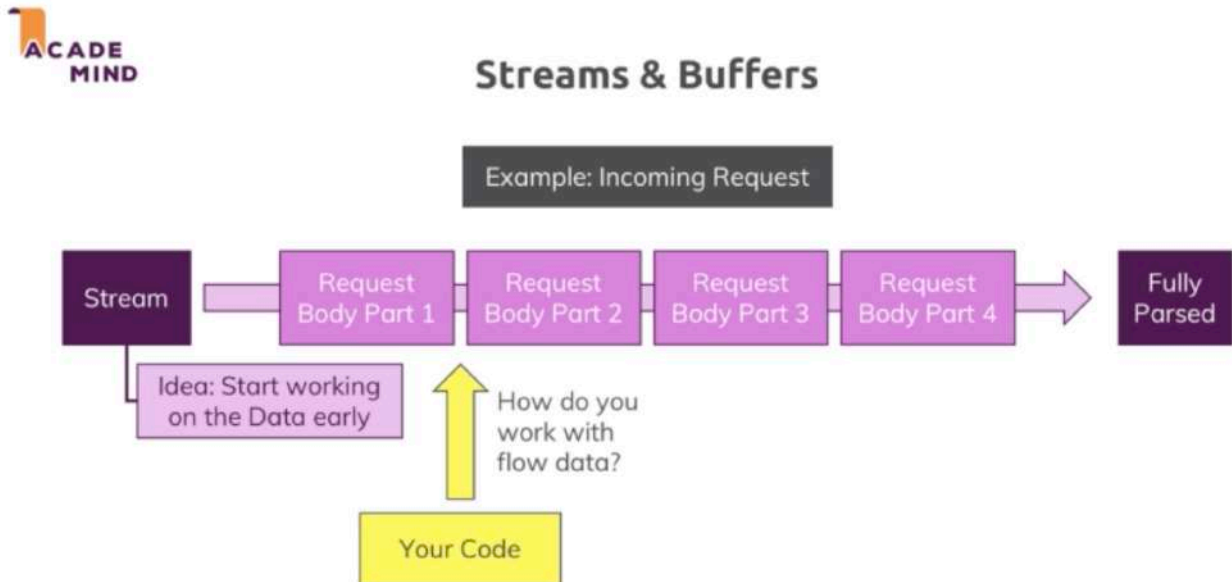 ACADE
MIND
Streams & Buffers
Example: Incoming Request
Stream
Request
Body Part 1
Request
Body Part 2
Request
Body Part 3
Request
Body Part 4
Fully
Parsed
Idea: Start working
on the Data early
How do you
work with
flow data?
Your Code